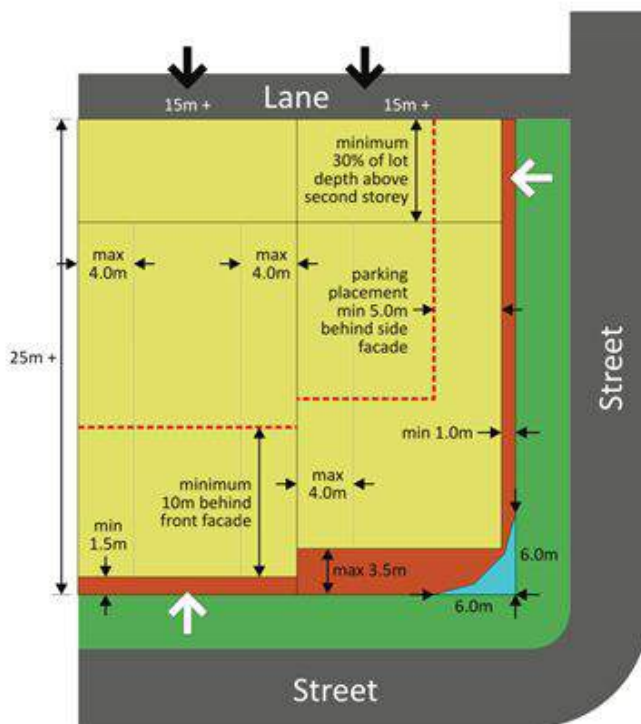 Lane
15m +
15m +
minimum
30% of lot
depth above
second storey
max
4.0m
max
4.0m
parking
placement
min 5.0m
behind side
facade
25m +
Street
min 1.0m
minimum
10m behind
front facade
max
4.0m
min
1.5m
max 3.5m
6.0m
6.0m
Street